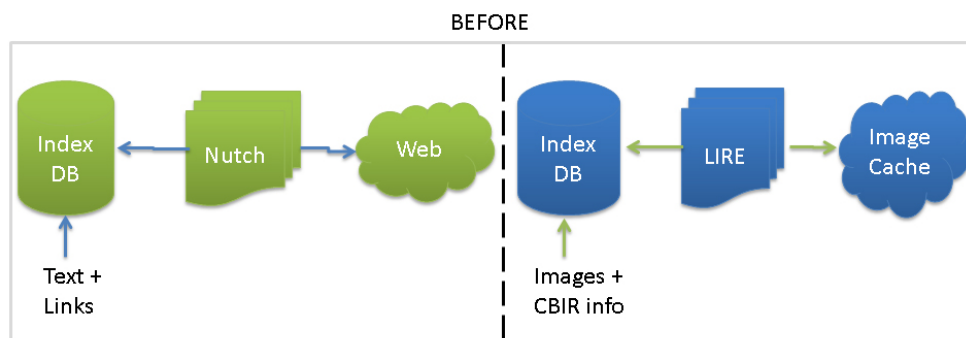 BEFORE
Index
DB
Nutch
Web
Text +
Links
Index
DB
LIRE
Image
Cache
Images +
CBIR info